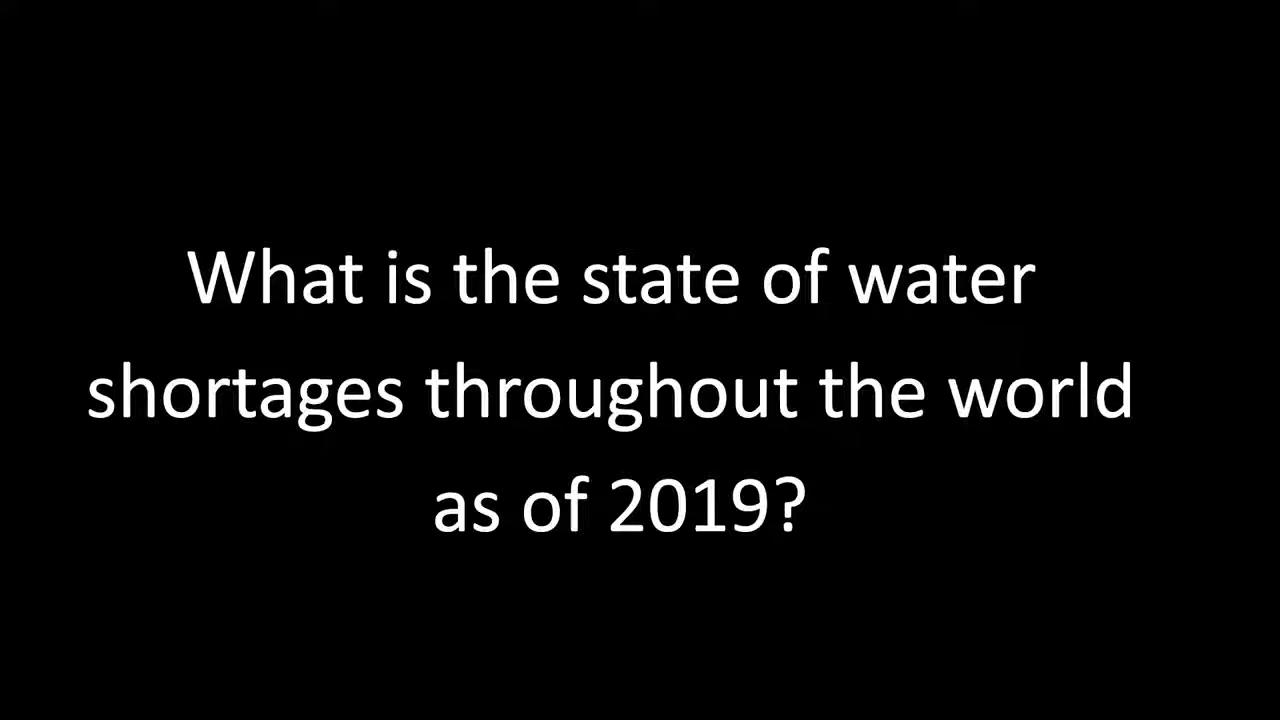 What is the state of water
shortages throughout the world
as of 2019?